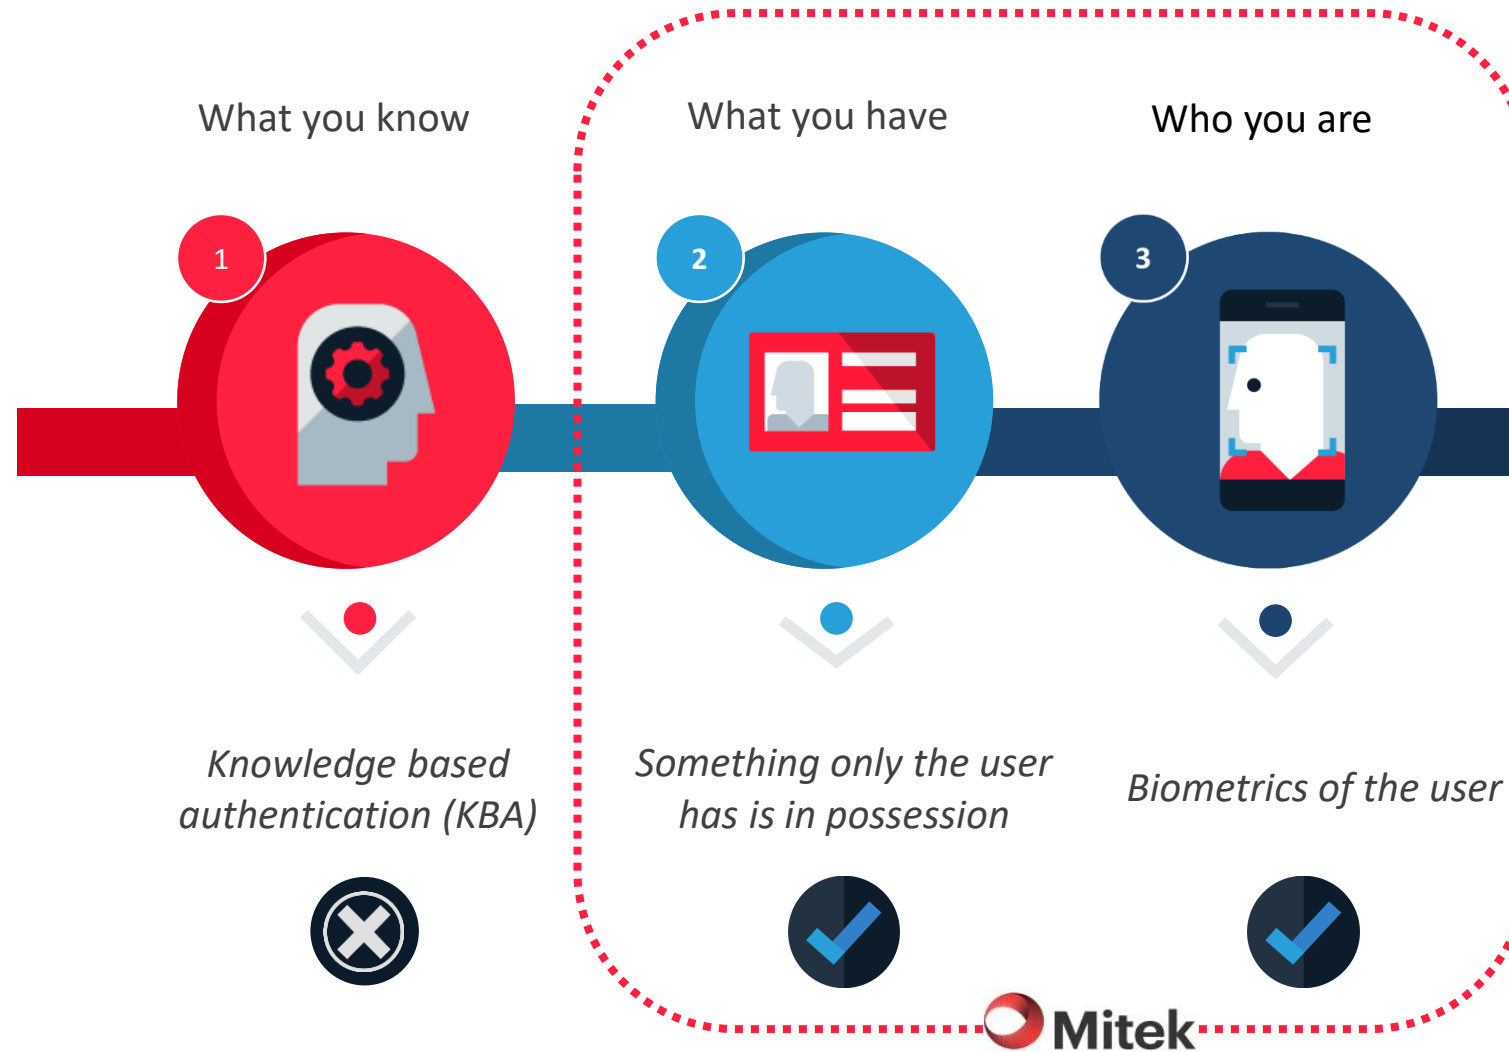 What you know
What you have
Who you are
1
2
3
Knowledge based
authentication (KBA)
Something only the user
has is in possession
Biometrics of the user
Mitek